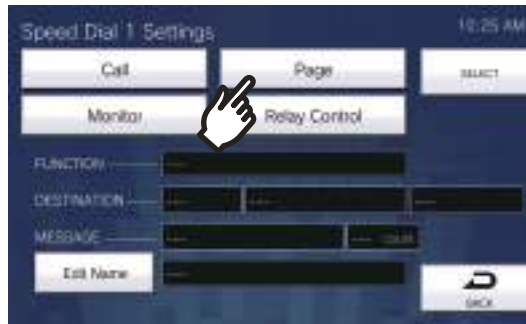 Speed Dial 1 Settings 10:25 AM
Call Page SELECT
Monitor Relay Control
FUNCTION ---
DESTINATION --- --- ---
MESSAGE --- ---
Edit Name ---
BACK